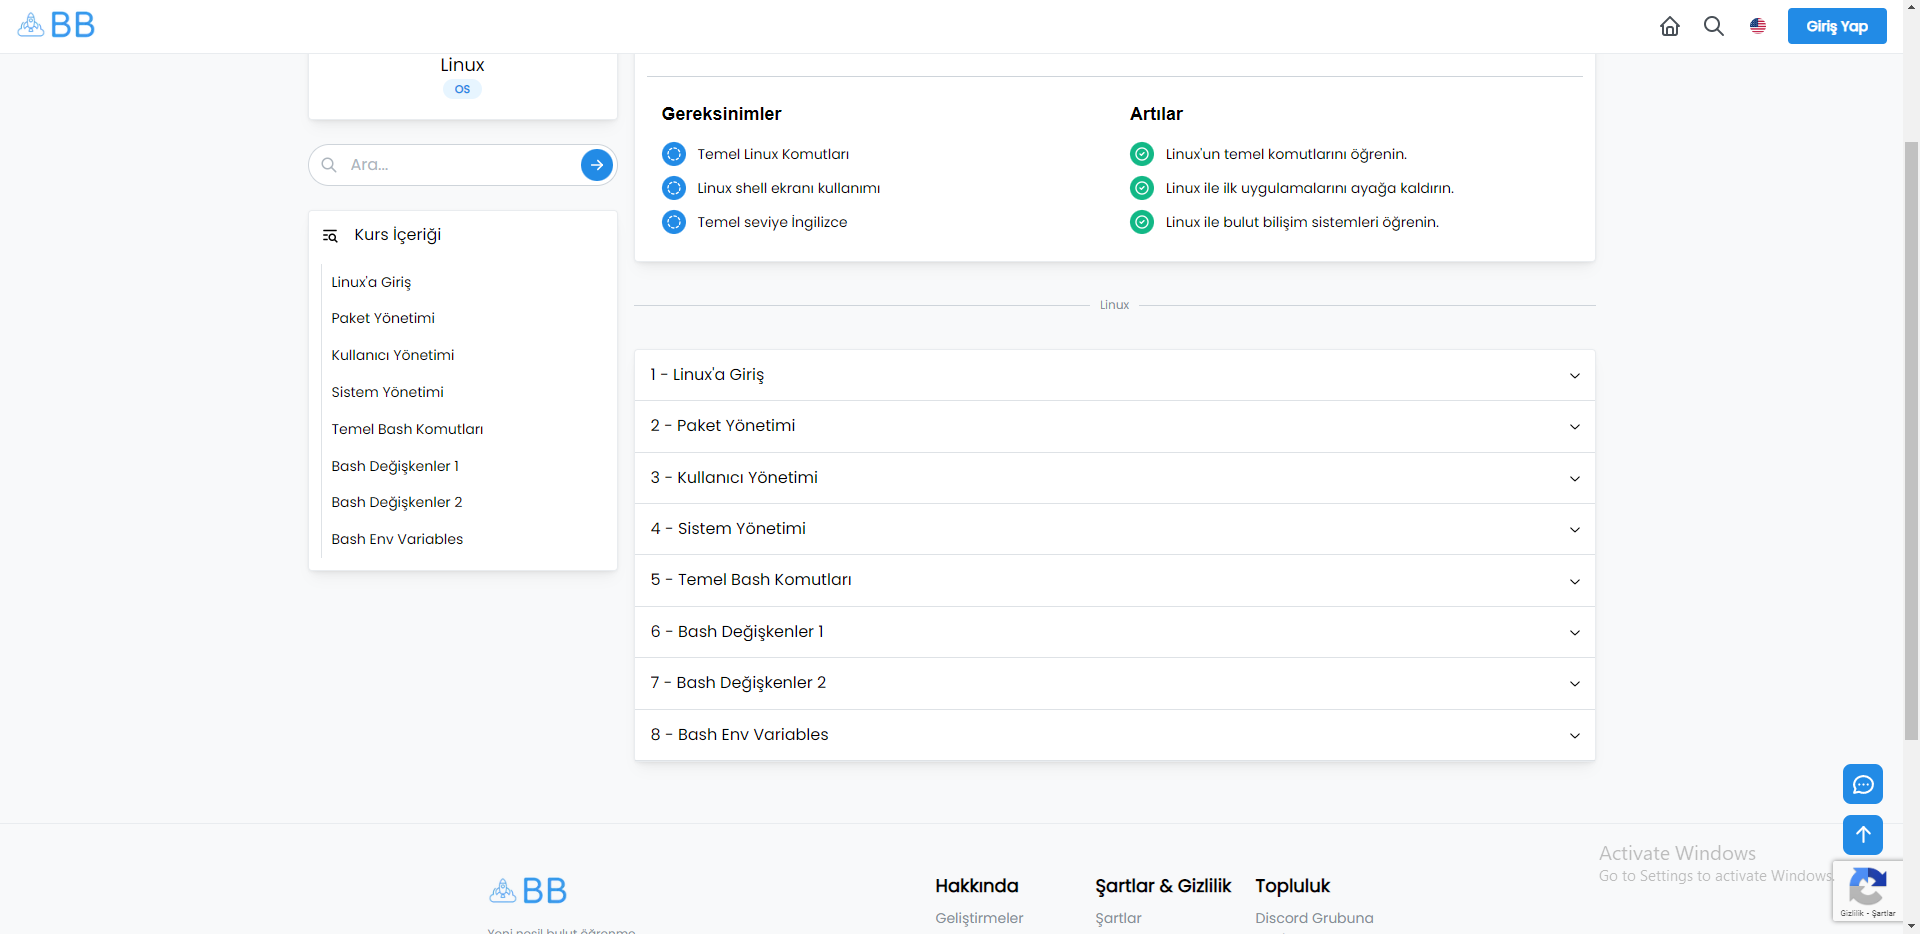 BB
Giriş Yap
Linux
OS
Ara...
Kurs İçeriği
Linux'a Giriş
Paket Yönetimi
Kullanıcı Yönetimi
Sistem Yönetimi
Temel Bash Komutları
Bash Değişkenler 1
Bash Değişkenler 2
Bash Env Variables
Gereksinimler
Temel Linux Komutları
Linux shell ekranı kullanımı
Temel seviye İngilizce
Artılar
Linux'un temel komutlarını öğrenin.
Linux ile ilk uygulamalarını ayağa kaldırın.
Linux ile bulut bilişim sistemleri öğrenin.
Linux
1 - Linux'a Giriş
2 - Paket Yönetimi
3 - Kullanıcı Yönetimi
4 - Sistem Yönetimi
5 - Temel Bash Komutları
6 - Bash Değişkenler 1
7 - Bash Değişkenler 2
8 - Bash Env Variables
BB
Yeni nesil bulut öğrenme
Hakkında
Geliştirmeler
Şartlar & Gizlilik
Şartlar
Topluluk
Discord Grubuna
Activate Windows
Go to Settings to activate Windows.
Gizlilik - Şartlar